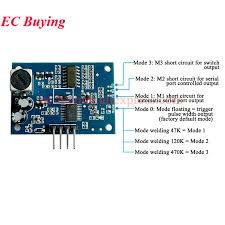 EC Buying
Mode 3: M3 short circuit for switch
output
Mode 2: M2 short circuit for serial
port controlled output
Mode 1: M1 short circuit for
automatic serial port output
Mode 0: Mode floating = trigger
pulse width output
(factory default mode)
Mode welding 47K = Mode 1
Mode welding 120K = Mode 2
Mode welding 470K = Mode 3